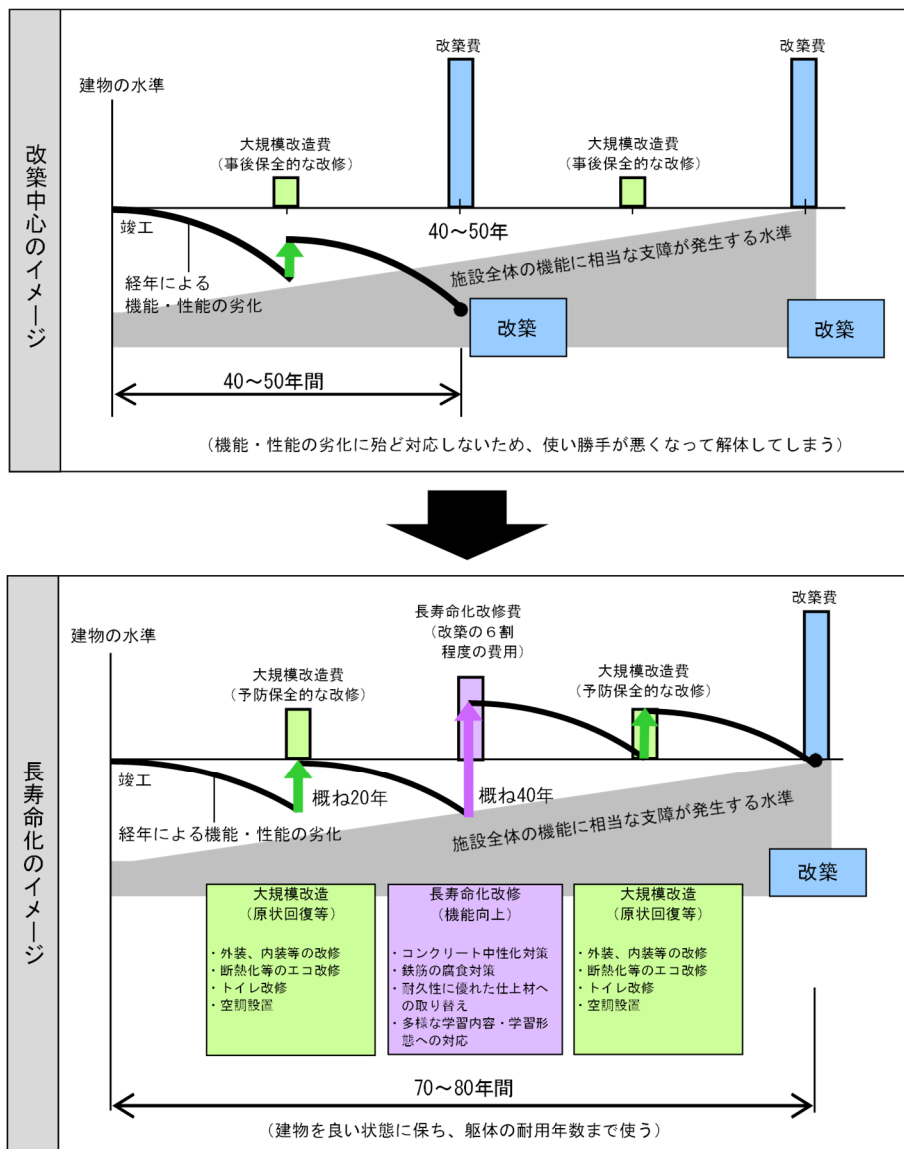 改築中心のイメージ
改築費
改築費
建物の水準
大規模改造費
（事後保全的な改修）
大規模改造費
（事後保全的な改修）
竣工
40～50年
施設全体の機能に相当な支障が発生する水準
経年による
機能・性能の劣化
改築
改築
40～50年間
（機能・性能の劣化に殆ど対応しないため、使い勝手が悪くなって解体してしまう）
長寿命化のイメージ
改築費
長寿命化改修費
（改築の６割
程度の費用）
建物の水準
大規模改造費
（予防保全的な改修）
大規模改造費
（予防保全的な改修）
竣工
概ね20年
概ね40年
経年による機能・性能の劣化
施設全体の機能に相当な支障が発生する水準
改築
大規模改造
（原状回復等）
・外装、内装等の改修
・断熱化等のエコ改修
・トイレ改修
・空調設置
長寿命化改修
（機能向上）
・コンクリート中性化対策
・鉄筋の腐食対策
・耐久性に優れた仕上材へ
の取り替え
・多様な学習内容・学習形
態への対応
大規模改造
（原状回復等）
・外装、内装等の改修
・断熱化等のエコ改修
・トイレ改修
・空調設置
70～80年間
（建物を良い状態に保ち、躯体の耐用年数まで使う）